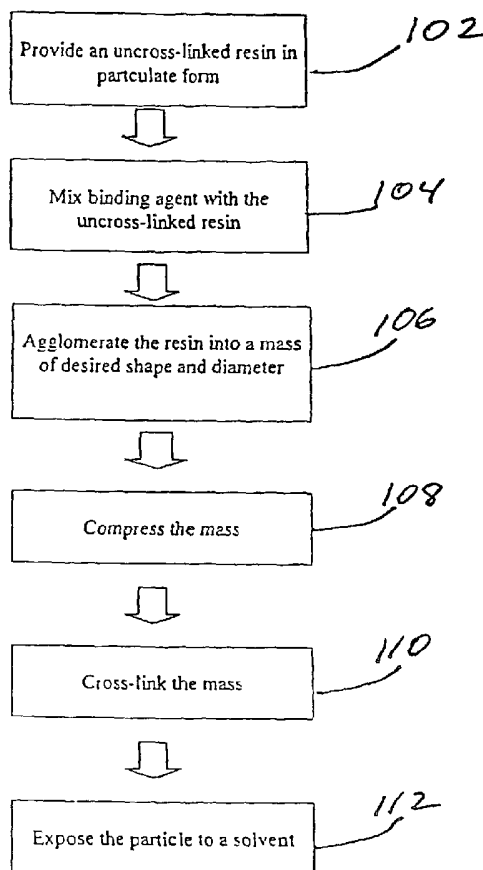 102
Provide an uncross-linked resin in
partculate form
104
Mix binding agent with the
uncross-linked resin
106
Agglomerate the resin into a mass
of desired shape and diameter
108
Compress the mass
110
Cross-link the mass
112
Expose the particle to a solvent